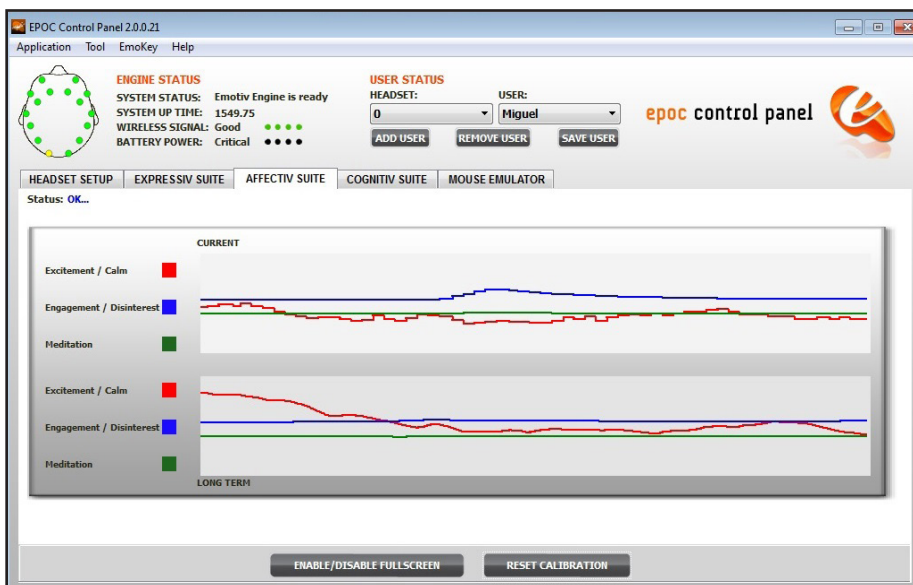 EPOC Control Panel 2.0.0.21
Application Tool EmoKey Help
ENGINE STATUS
SYSTEM STATUS: Emotiv Engine is ready
SYSTEM UP TIME: 1549.75
WIRELESS SIGNAL: Good
BATTERY POWER: Critical
USER STATUS
HEADSET: USER:
0 Miguel
ADD USER REMOVE USER SAVE USER
epoc control panel
HEADSET SETUP EXPRESSIV SUITE AFFECTIV SUITE COGNITIV SUITE MOUSE EMULATOR
Status: OK...
CURRENT
Excitement / Calm
Engagement / Disinterest
Meditation
Excitement / Calm
Engagement / Disinterest
Meditation
LONG TERM
ENABLE/DISABLE FULLSCREEN RESET CALIBRATION